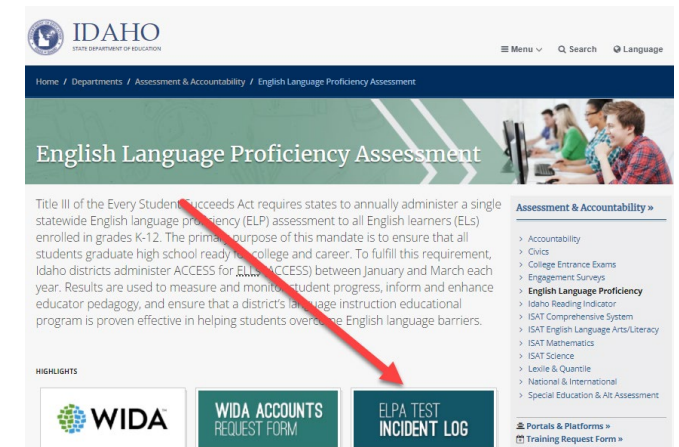 IDAHO
STATE DEPARTMENT OF EDUCATION
Menu
Search
Language
Home / Departments / Assessment & Accountability / English Language Proficiency Assessment
English Language Proficiency Assessment
Title III of the Every Student Succeeds Act requires states to annually administer a single
statewide English language proficiency (ELP) assessment to all English learners (ELs)
enrolled in grades K-12. The primary purpose of this mandate is to ensure that all
students graduate high school ready for college and career. To fulfill this requirement,
Idaho districts administer ACCESS for ELLs (ACCESS) between January and March each
year. Results are used to measure and monitor student progress, inform and enhance
educator pedagogy, and ensure that a district's language instruction educational
program is proven effective in helping students overcome English language barriers.
HIGHLIGHTS
WIDA
WIDA ACCOUNTS
REQUEST FORM
ELPA TEST
INCIDENT LOG
Assessment & Accountability »
> Accountability
> Civics
> College Entrance Exams
> Engagement Surveys
> English Language Proficiency
> Idaho Reading Indicator
> ISAT Comprehensive System
> ISAT English Language Arts/Literacy
> ISAT Mathematics
> ISAT Science
> Lexile & Quantile
> National & International
> Special Education & Alt Assessment
Portals & Platforms »
Training Request Form »